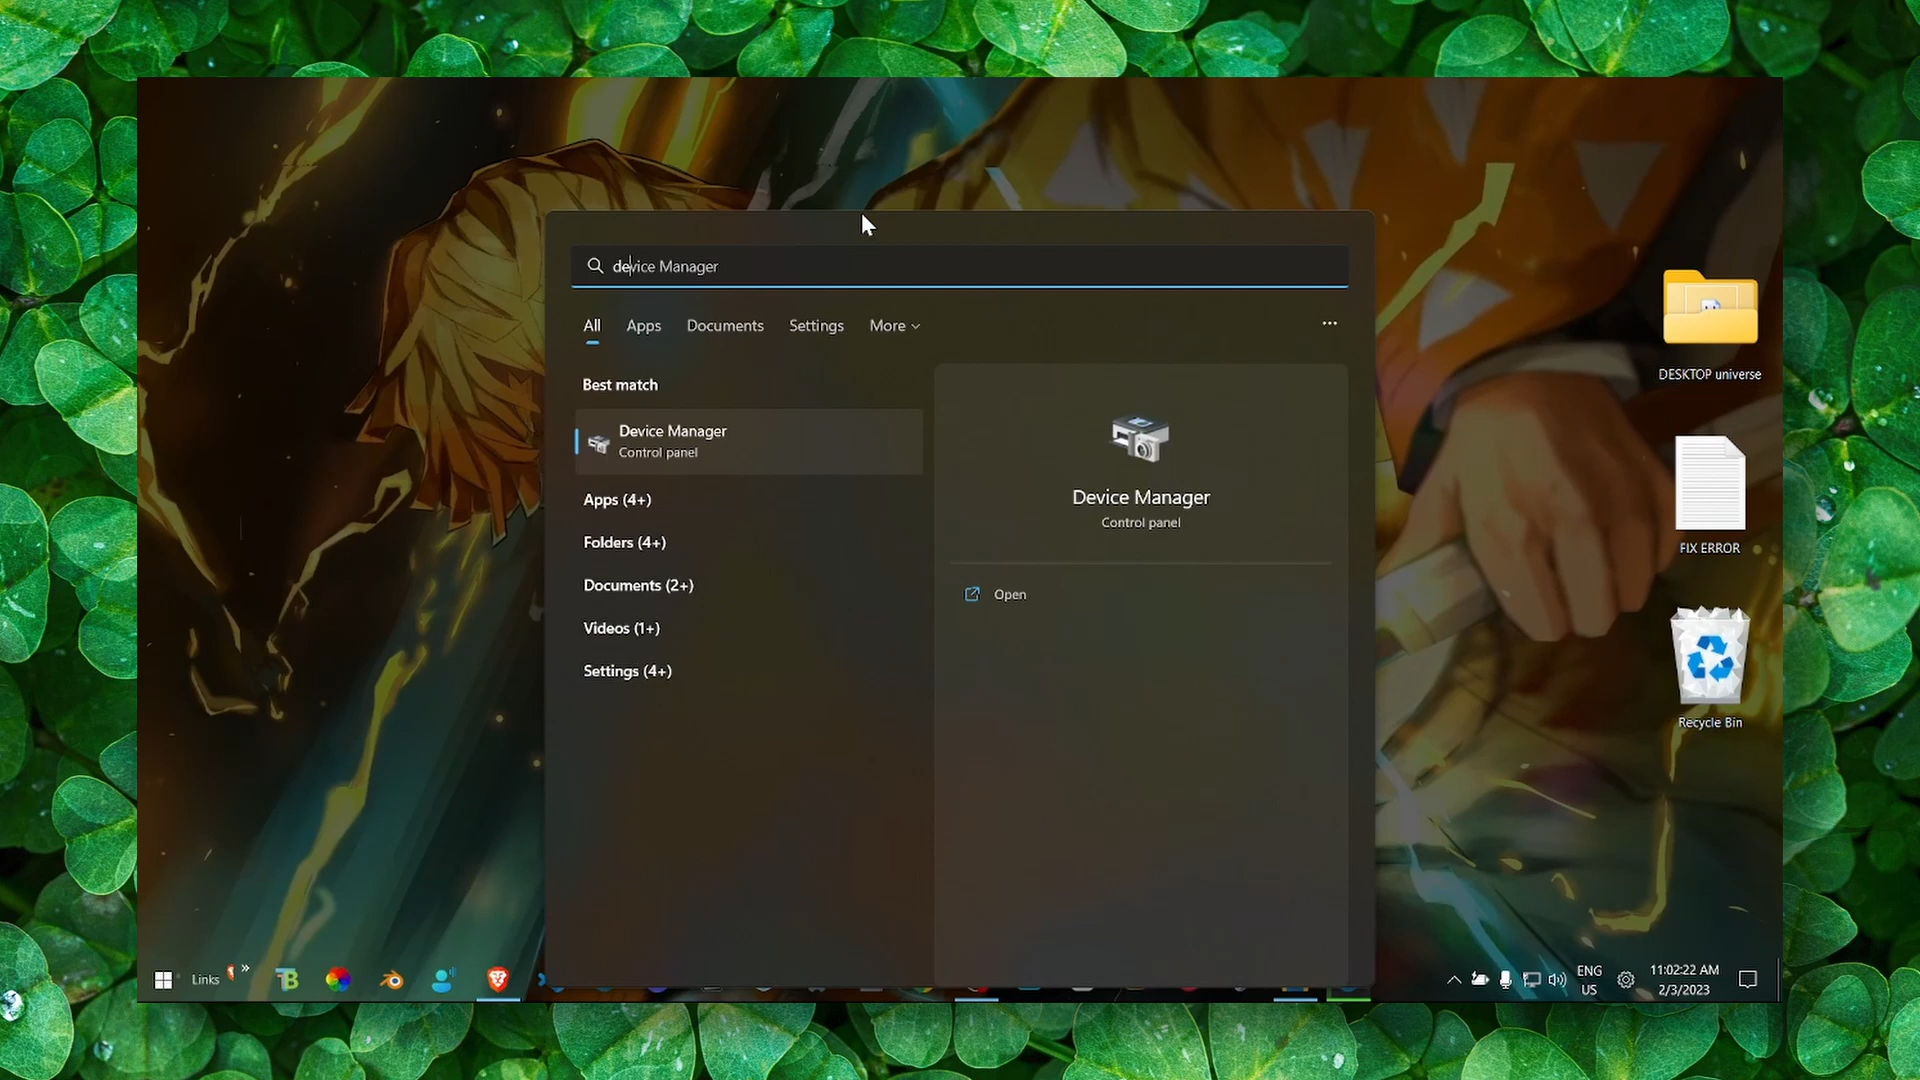 device Manager
All Apps Documents Settings More
Best match
Device Manager
Control panel
Apps (4+)
Folders (4+)
Documents (2+)
Videos (1+)
Settings (4+)
Device Manager
Control panel
Open
DESKTOP universe
FIX ERROR
Recycle Bin
Links
TB
ENG
US
11:02:22 AM
2/3/2023